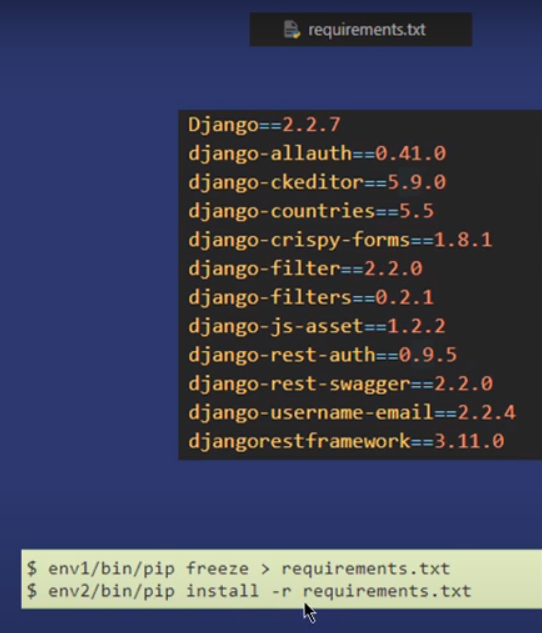 requirements.txt
Django==2.2.7
django-allauth==0.41.0
django-ckeditor==5.9.0
django-countries==5.5
django-crispy-forms==1.8.1
django-filter==2.2.0
django-filters==0.2.1
django-js-asset==1.2.2
django-rest-auth==0.9.5
django-rest-swagger==2.2.0
django-username-email==2.2.4
djangorestframework==3.11.0
$ env1/bin/pip freeze > requirements.txt
$ env2/bin/pip install -r requirements.txt